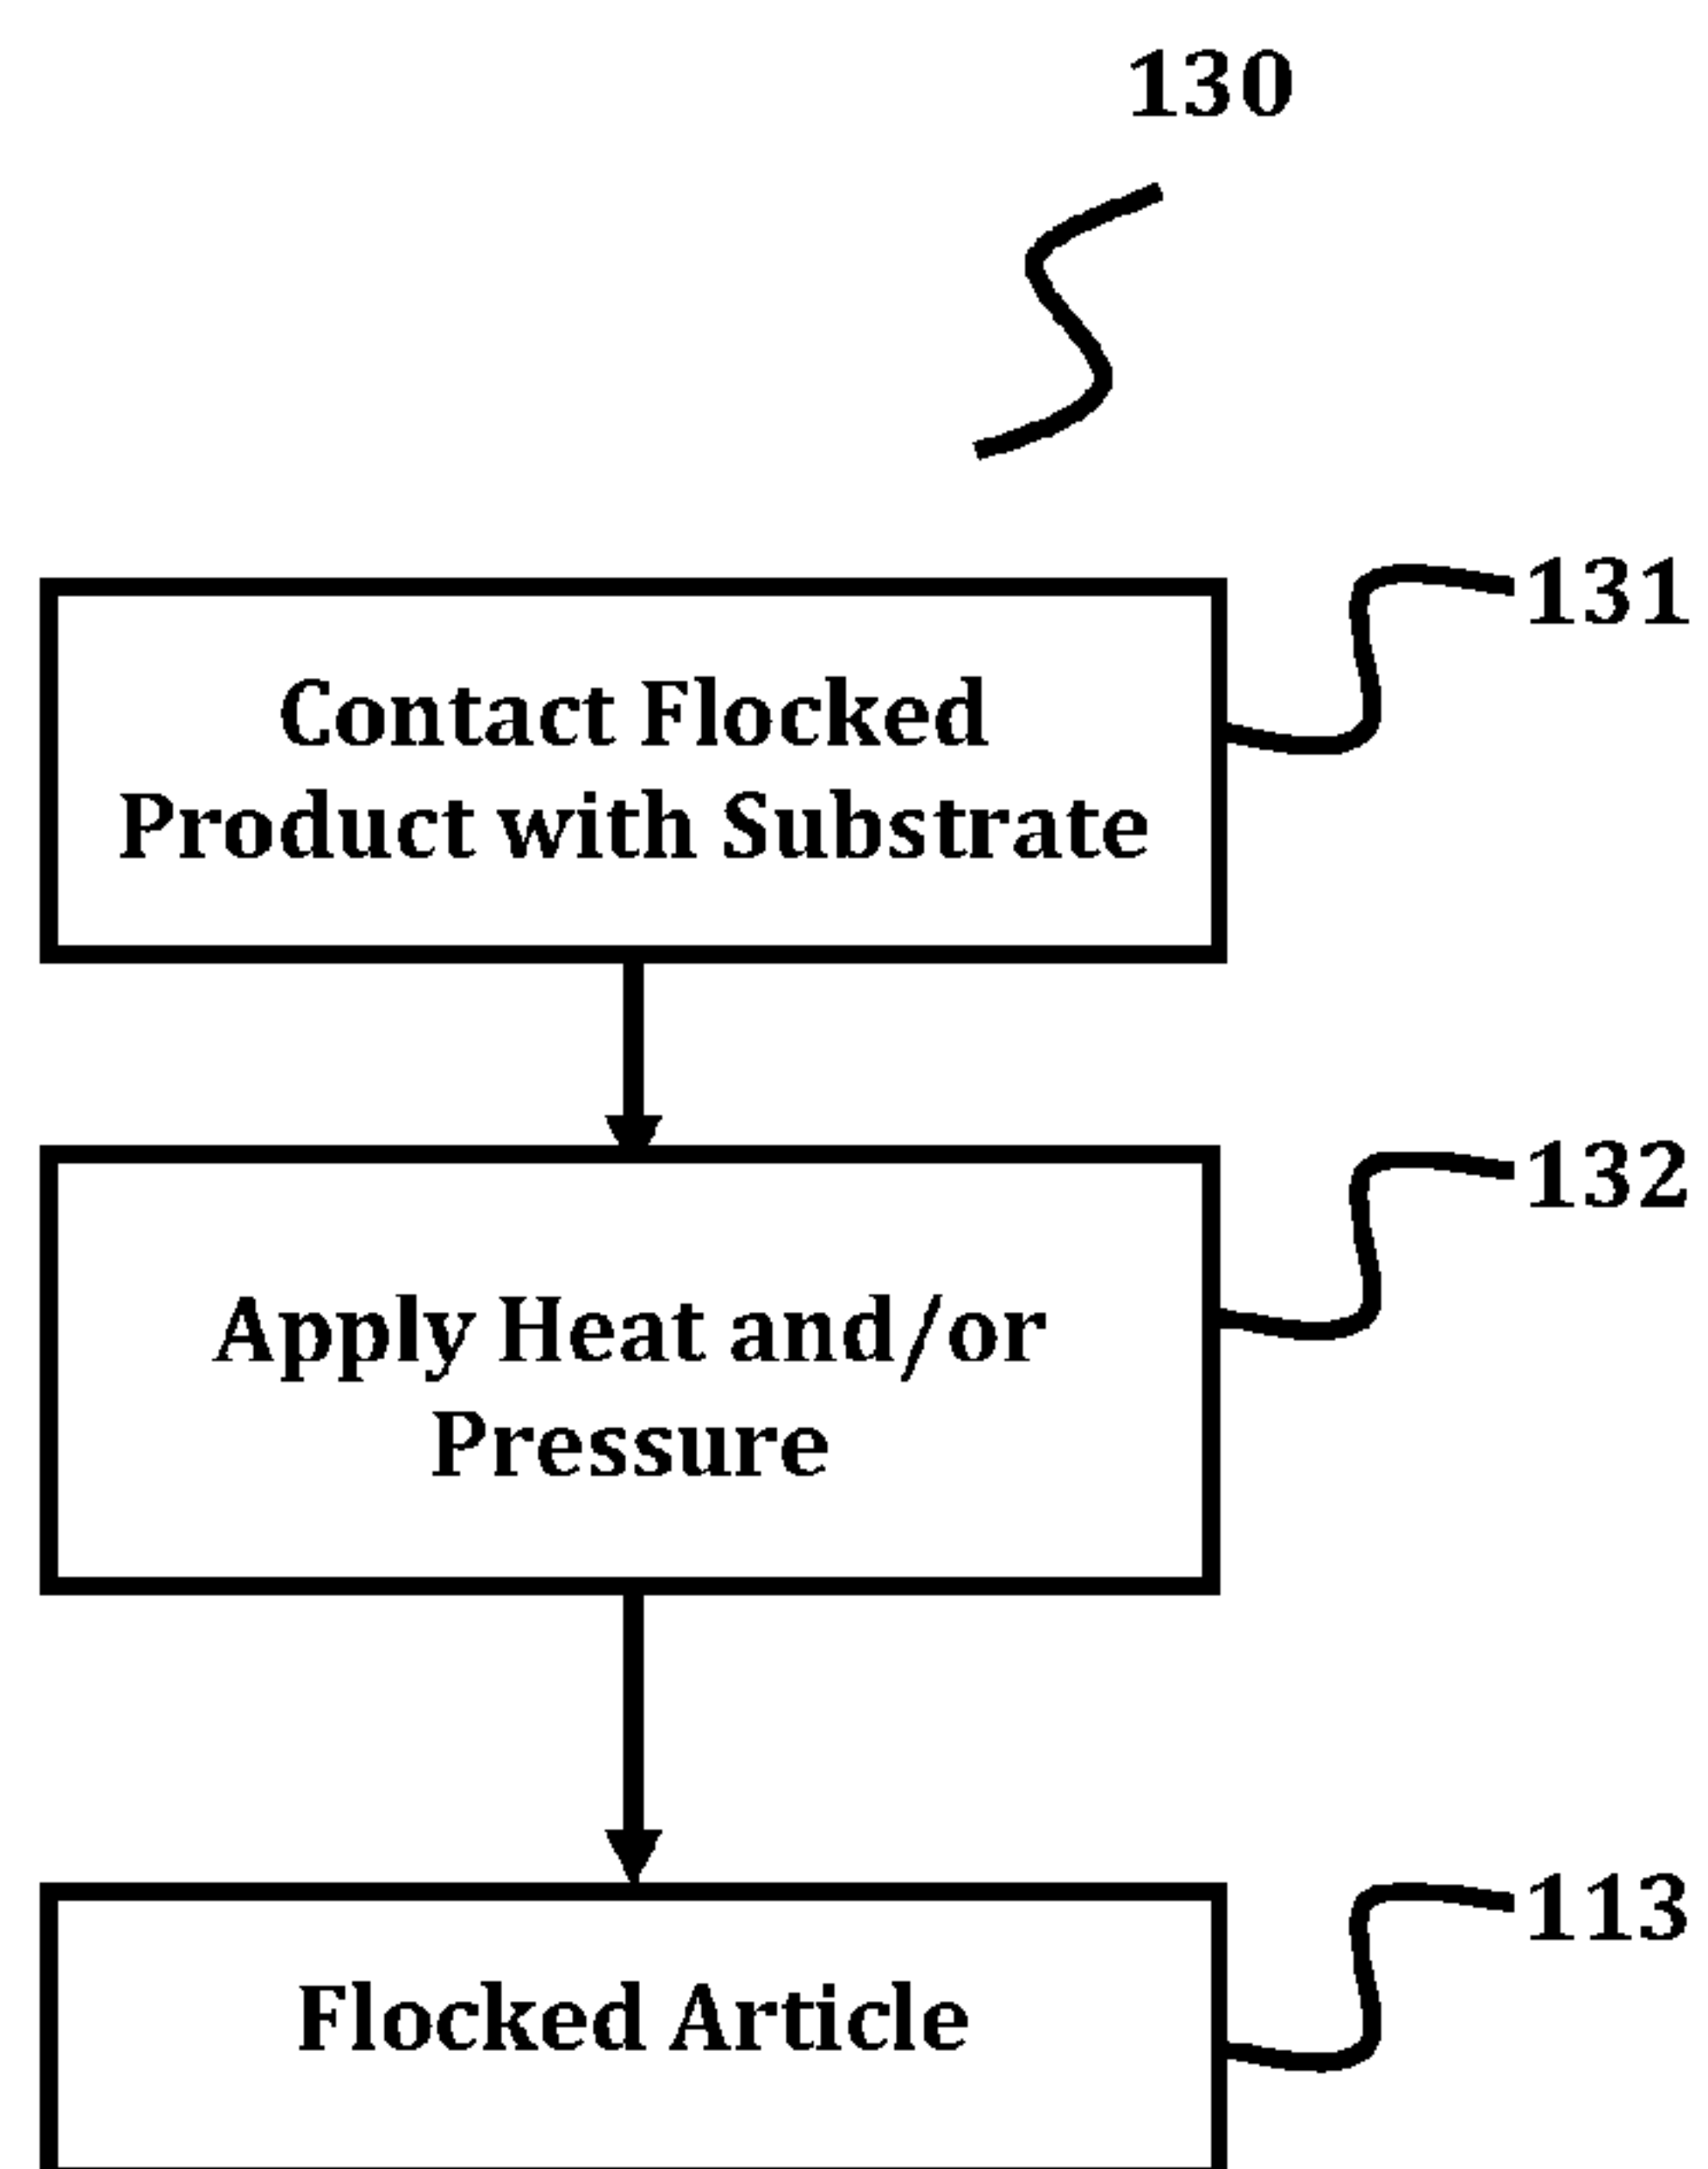 130
131
Contact Flocked
Product with Substrate
132
Apply Heat and/or
Pressure
113
Flocked Article